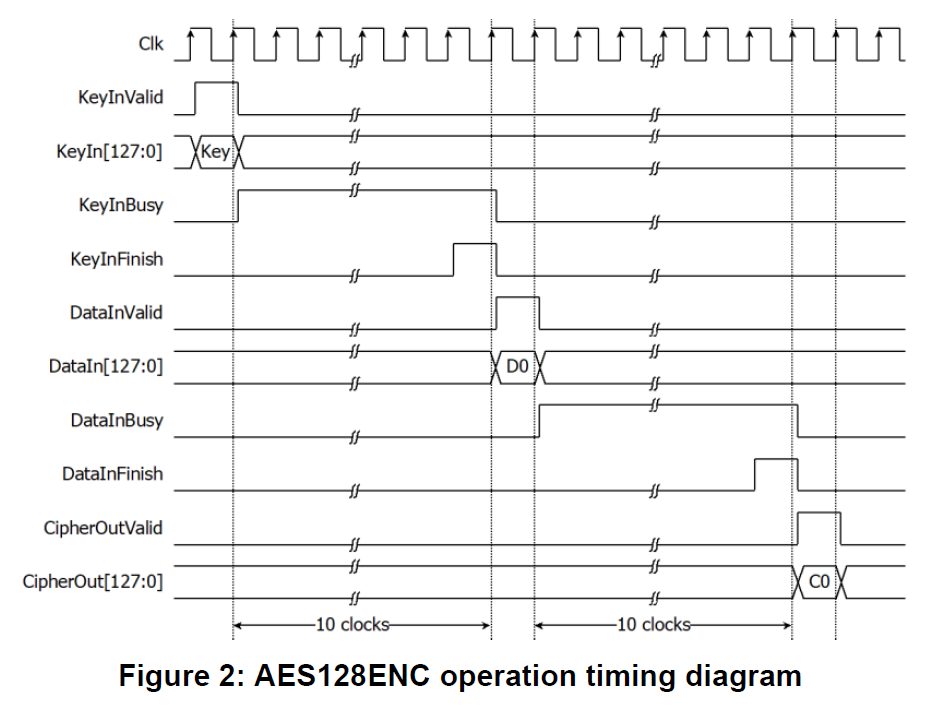 Clk
KeyInValid
KeyIn[127:0]
Key
KeyInBusy
KeyInFinish
DataInValid
DataIn[127:0]
D0
DataInBusy
DataInFinish
CipherOutValid
CipherOut[127:0]
C0
10 clocks
10 clocks
Figure 2: AES128ENC operation timing diagram